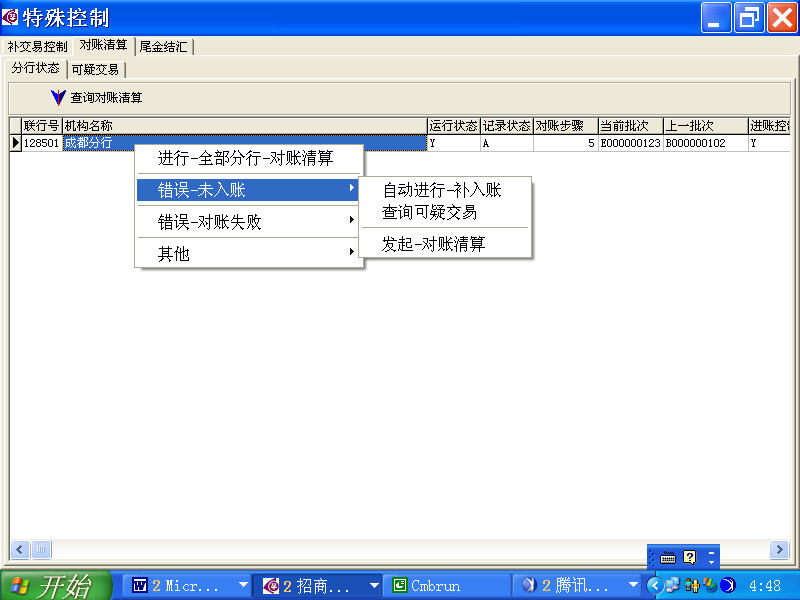 特殊控制
补交易控制 对账清算 尾金结汇
分行状态 可疑交易
查询对账清算
联行号 机构名称 运行状态 记录状态 对账步骤 当前批次 上一批次 进账控制
128501 成都分行 Y A 5 E000000123 B000000102 Y
进行-全部分行-对账清算
错误-未入账
错误-对账失败
其他
自动进行-补入账
查询可疑交易
发起-对账清算
开始 2 Micr... 2 招商... Cmbrun 2 腾讯... 4:48